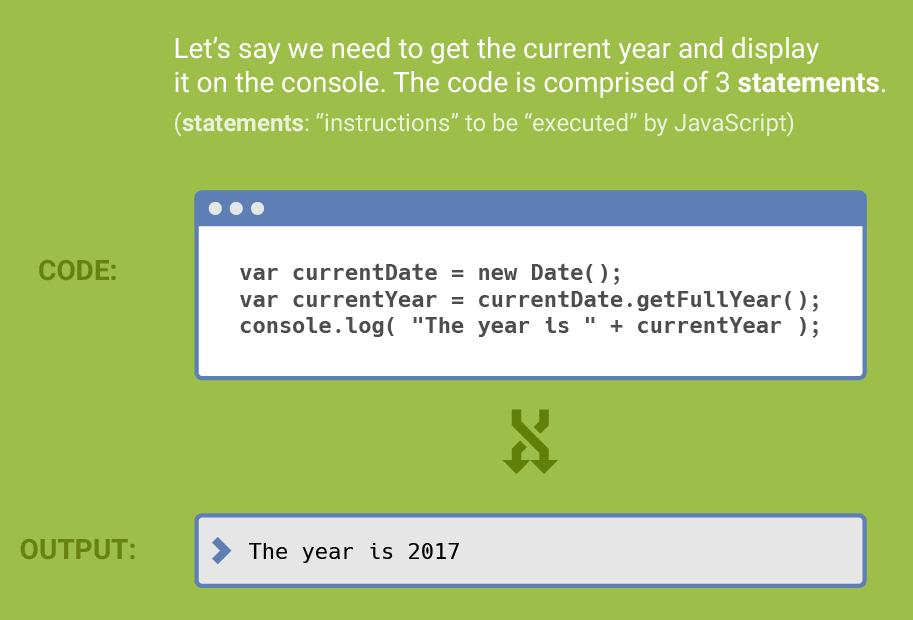 Let’s say we need to get the current year and display
it on the console. The code is comprised of 3 statements.
(statements: “instructions” to be “executed” by JavaScript)
CODE:
var currentDate = new Date();
var currentYear = currentDate.getFullYear();
console.log( "The year is " + currentYear );
OUTPUT:
The year is 2017